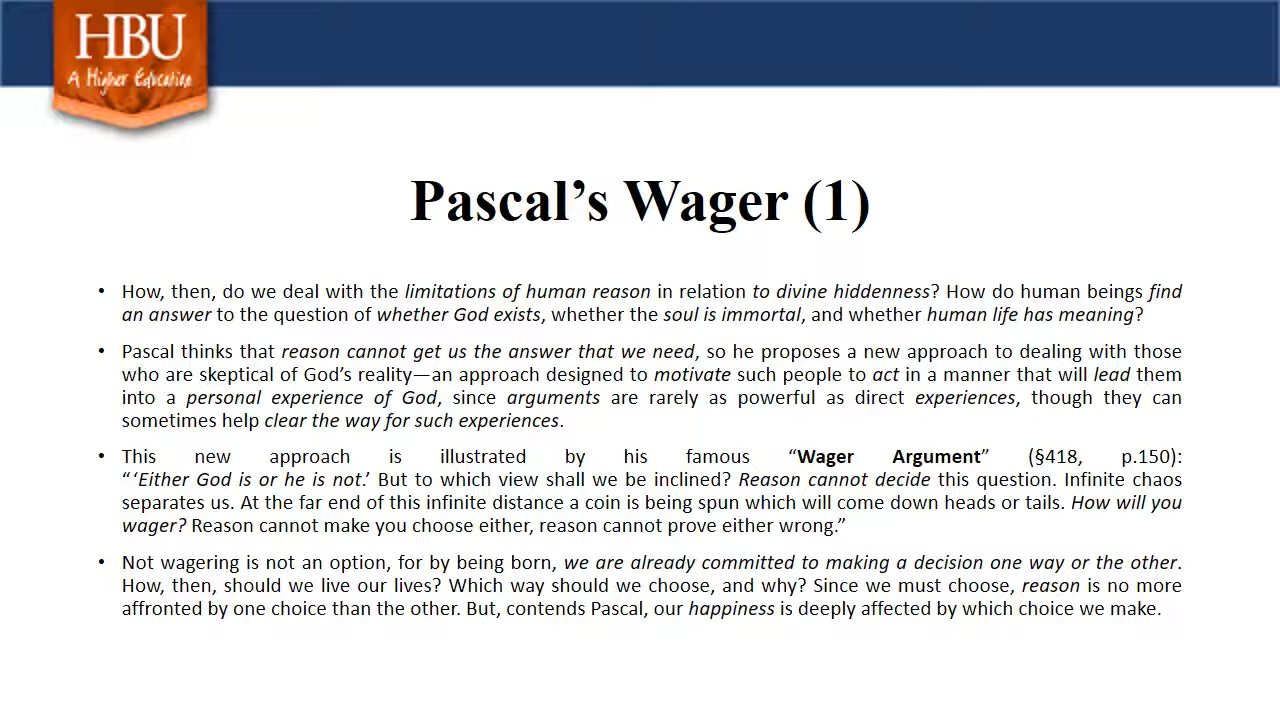 HBU
A Higher Education
Pascal’s Wager (1)
• How, then, do we deal with the limitations of human reason in relation to divine hiddenness? How do human beings find
an answer to the question of whether God exists, whether the soul is immortal, and whether human life has meaning?
• Pascal thinks that reason cannot get us the answer that we need, so he proposes a new approach to dealing with those
who are skeptical of God’s reality—an approach designed to motivate such people to act in a manner that will lead them
into a personal experience of God, since arguments are rarely as powerful as direct experiences, though they can
sometimes help clear the way for such experiences.
• This new approach is illustrated by his famous “Wager Argument” (§418, p.150):
“‘Either God is or he is not.’ But to which view shall we be inclined? Reason cannot decide this question. Infinite chaos
separates us. At the far end of this infinite distance a coin is being spun which will come down heads or tails. How will you
wager? Reason cannot make you choose either, reason cannot prove either wrong.”
• Not wagering is not an option, for by being born, we are already committed to making a decision one way or the other.
How, then, should we live our lives? Which way should we choose, and why? Since we must choose, reason is no more
affronted by one choice than the other. But, contends Pascal, our happiness is deeply affected by which choice we make.